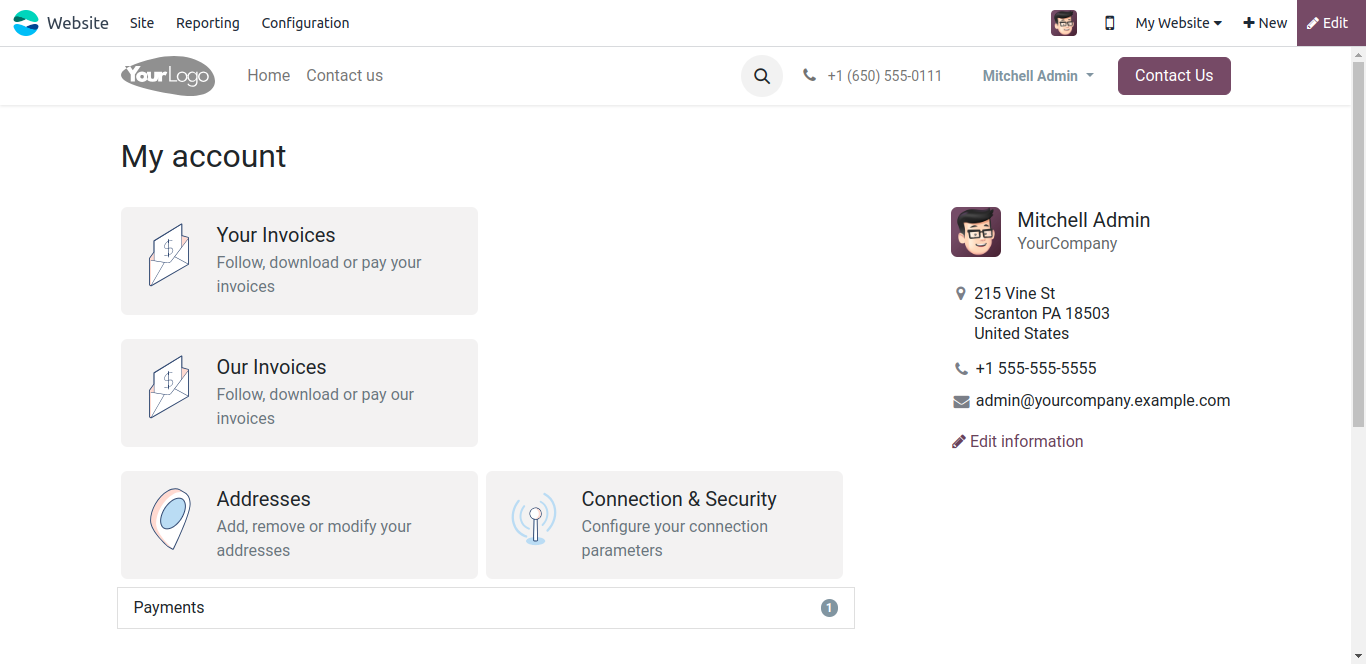 Website Site Reporting Configuration My Website New Edit
YourLogo Home Contact us +1 (650) 555-0111 Mitchell Admin Contact Us
My account
Your Invoices
Follow, download or pay your
invoices
Our Invoices
Follow, download or pay our
invoices
Addresses
Add, remove or modify your
addresses
Connection & Security
Configure your connection
parameters
Payments 1
Mitchell Admin
YourCompany
215 Vine St
Scranton PA 18503
United States
+1 555-555-5555
admin@yourcompany.example.com
Edit information